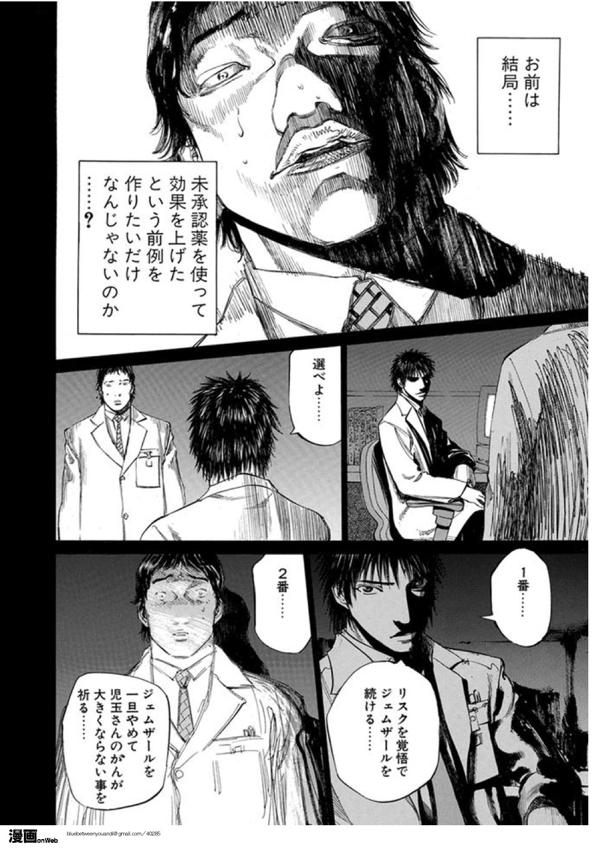 お前は
結局……
未承認薬を使って
効果を上げた
という前例を
作りたいだけ
なんじゃないのか
……?
選べよ……
1番……
リスクを覚悟で
ジェムザールを
続ける……
2番……
ジェムザールを
一旦やめて
児玉さんのがんが
大きくならない事を
祈る……
漫画onWeb
bluebetweenyouandi@gmail.com/40285